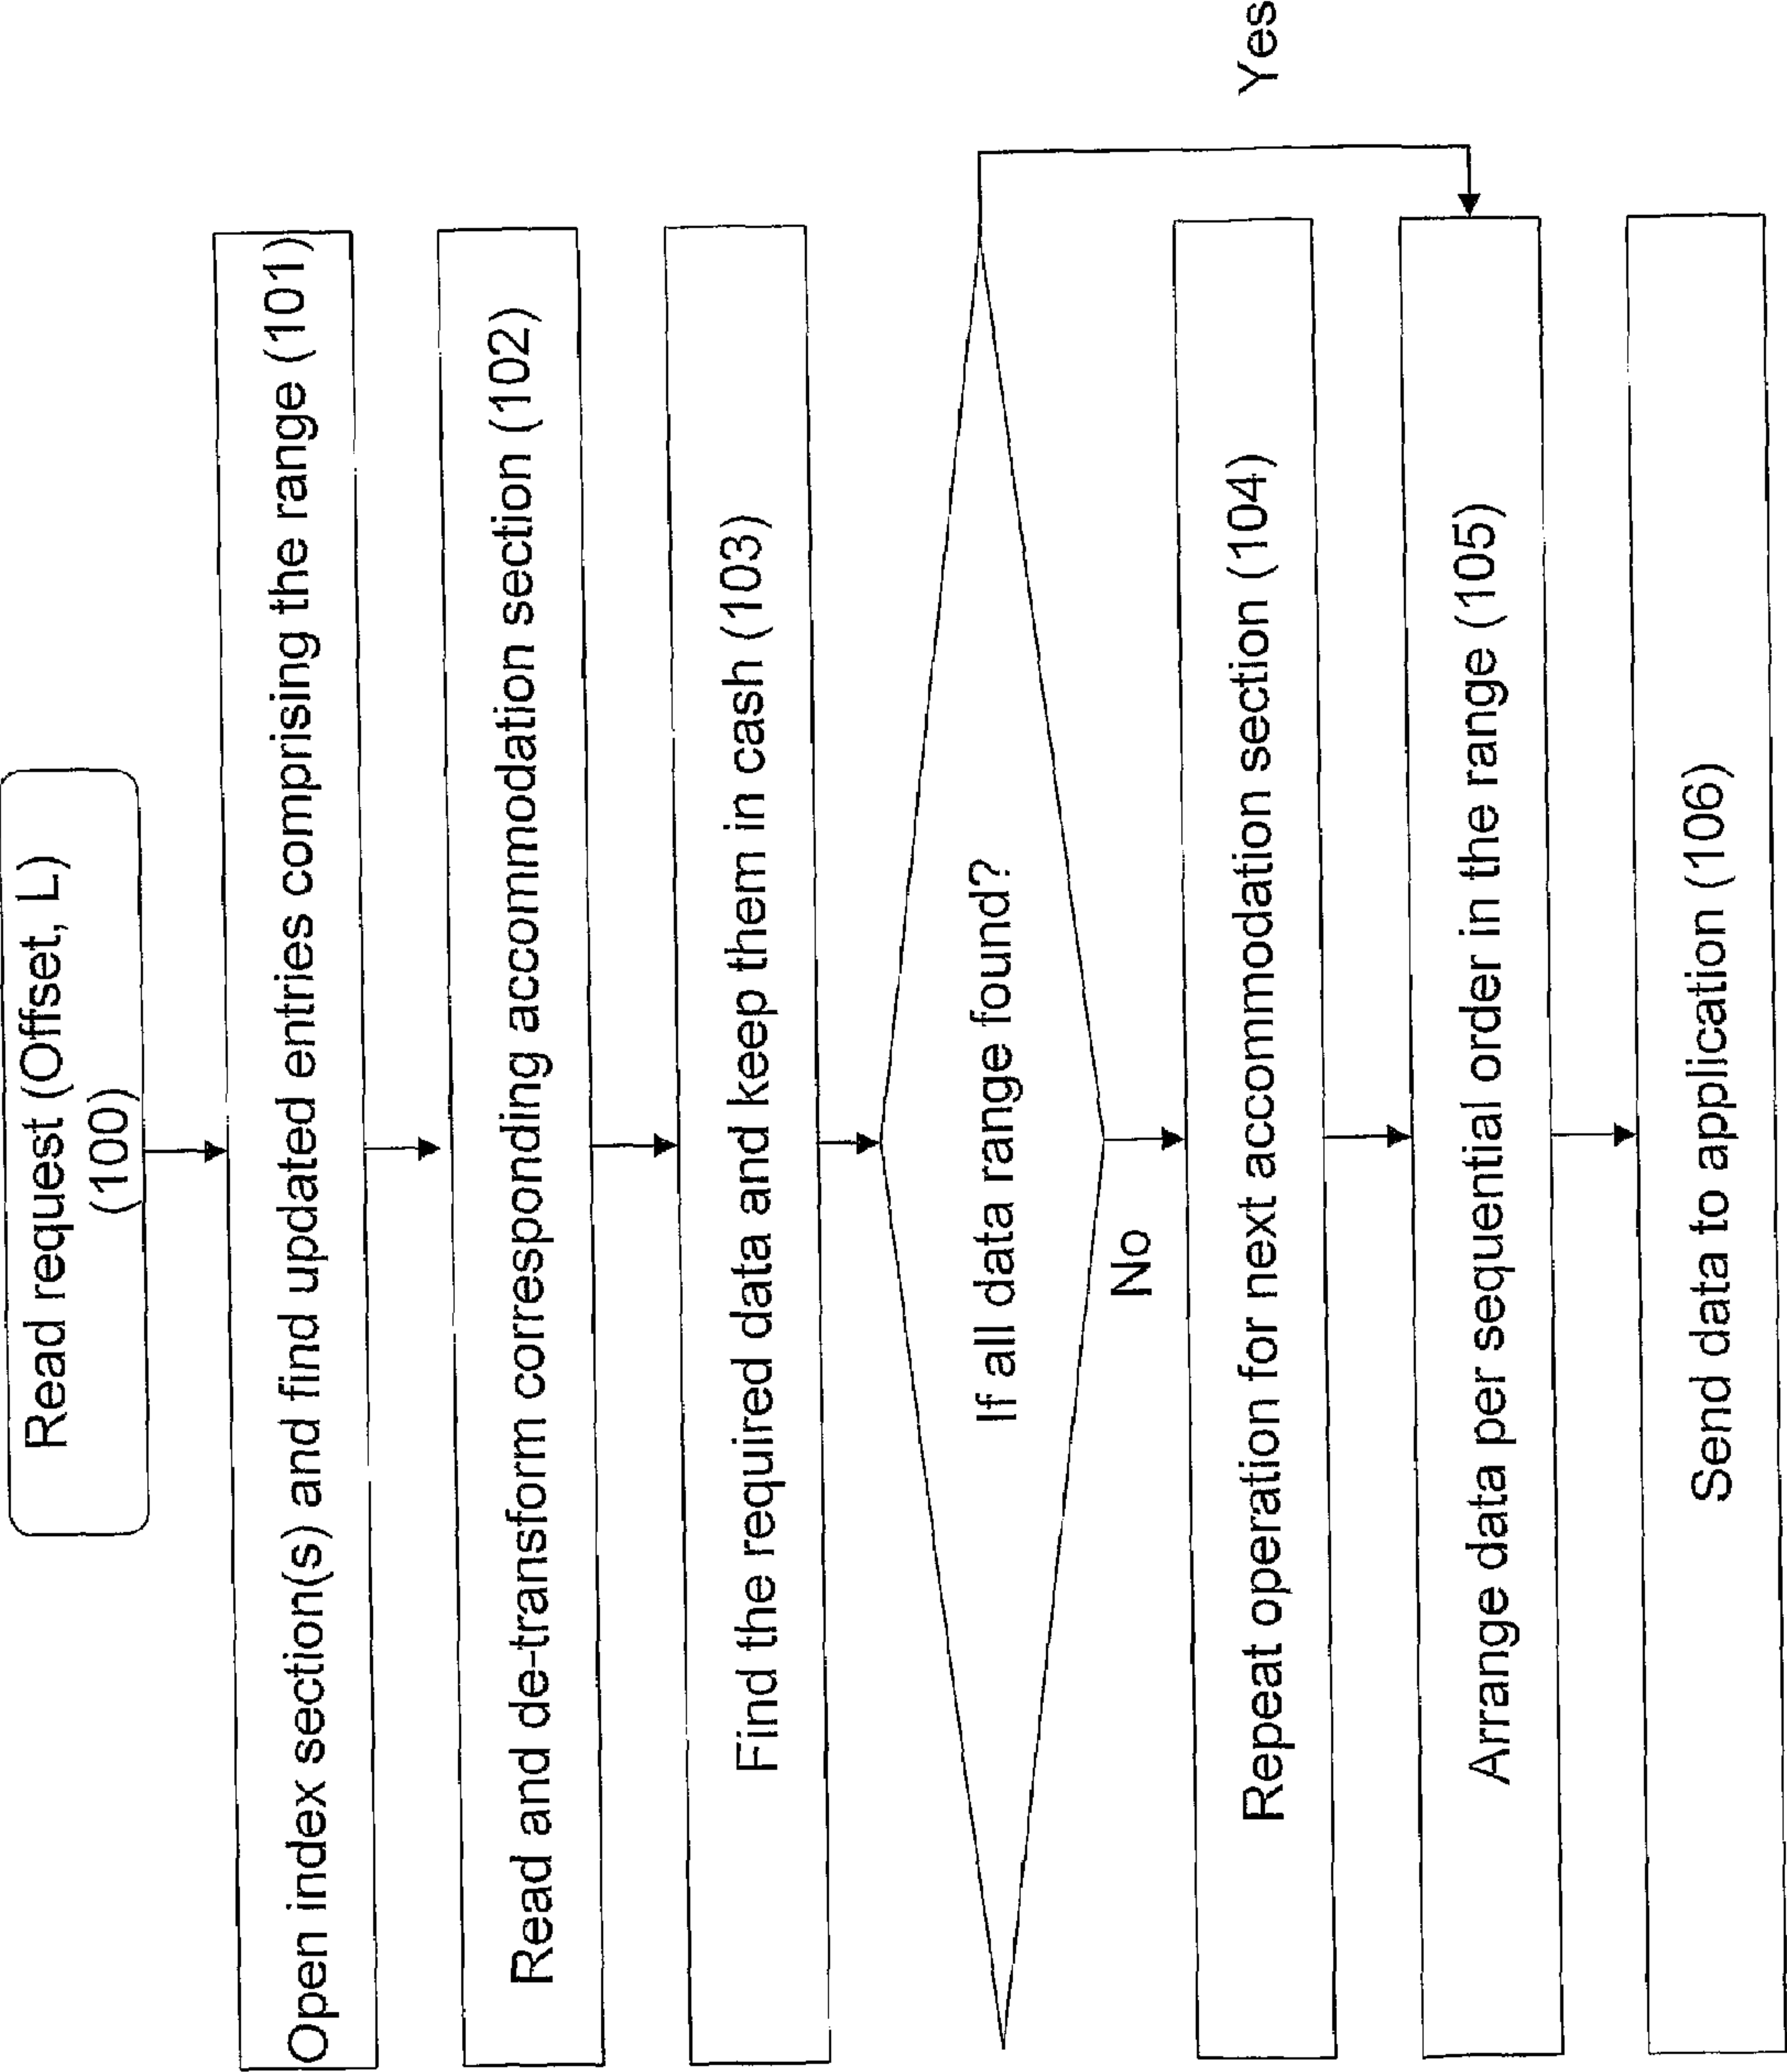 Read request (Offset, L)
(100)
Open index section(s) and find updated entries comprising the range (101)
Read and de-transform corresponding accommodation section (102)
Find the required data and keep them in cash (103)
If all data range found?
Yes
No
Repeat operation for next accommodation section (104)
Arrange data per sequential order in the range (105)
Send data to application (106)